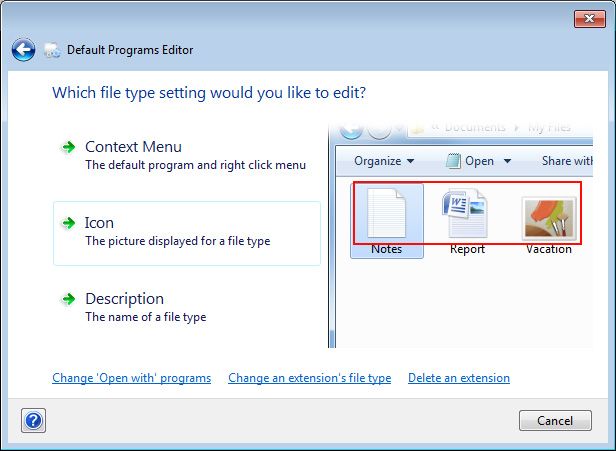 Default Programs Editor
Which file type setting would you like to edit?
Context Menu
The default program and right click menu
Icon
The picture displayed for a file type
Description
The name of a file type
Documents My Files
Organize Open Share with
Notes Report Vacation
Change 'Open with' programs Change an extension's file type Delete an extension
Cancel